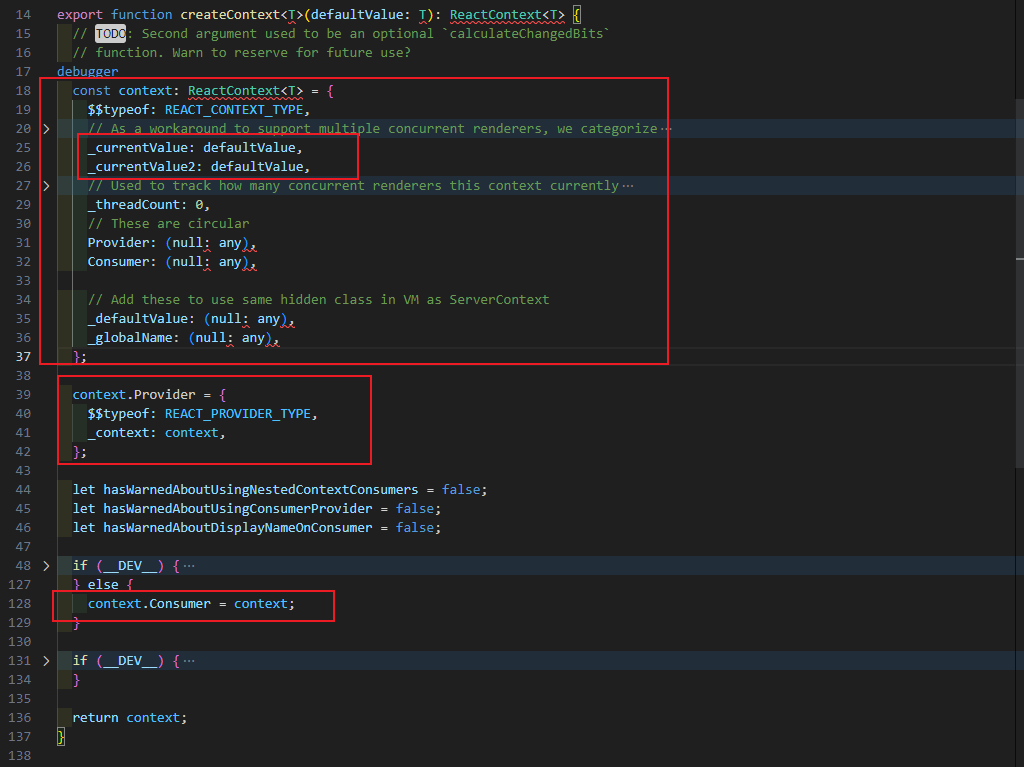 14 export function createContext<T>(defaultValue: T): ReactContext<T> {
15 // TODO: Second argument used to be an optional `calculateChangedBits`
16 // function. Warn to reserve for future use?
17 debugger
18 const context: ReactContext<T> = {
19 $$typeof: REACT_CONTEXT_TYPE,
20 // As a workaround to support multiple concurrent renderers, we categorize…
25 _currentValue: defaultValue,
26 _currentValue2: defaultValue,
27 // Used to track how many concurrent renderers this context currently…
29 _threadCount: 0,
30 // These are circular
31 Provider: (null: any),
32 Consumer: (null: any),
33
34 // Add these to use same hidden class in VM as ServerContext
35 _defaultValue: (null: any),
36 _globalName: (null: any),
37 };
38
39 context.Provider = {
40 $$typeof: REACT_PROVIDER_TYPE,
41 _context: context,
42 };
43
44 let hasWarnedAboutUsingNestedContextConsumers = false;
45 let hasWarnedAboutUsingConsumerProvider = false;
46 let hasWarnedAboutDisplayNameOnConsumer = false;
47
48 if (__DEV__) {…
127 } else {
128 context.Consumer = context;
129 }
130
131 if (__DEV__) {…
134 }
135
136 return context;
137 }
138